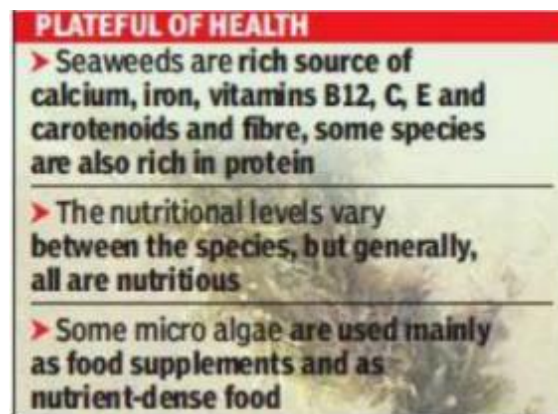 PLATEFUL OF HEALTH
➤ Seaweeds are rich source of
calcium, iron, vitamins B12, C, E and
carotenoids and fibre, some species
are also rich in protein
➤ The nutritional levels vary
between the species, but generally,
all are nutritious
➤ Some micro algae are used mainly
as food supplements and as
nutrient-dense food